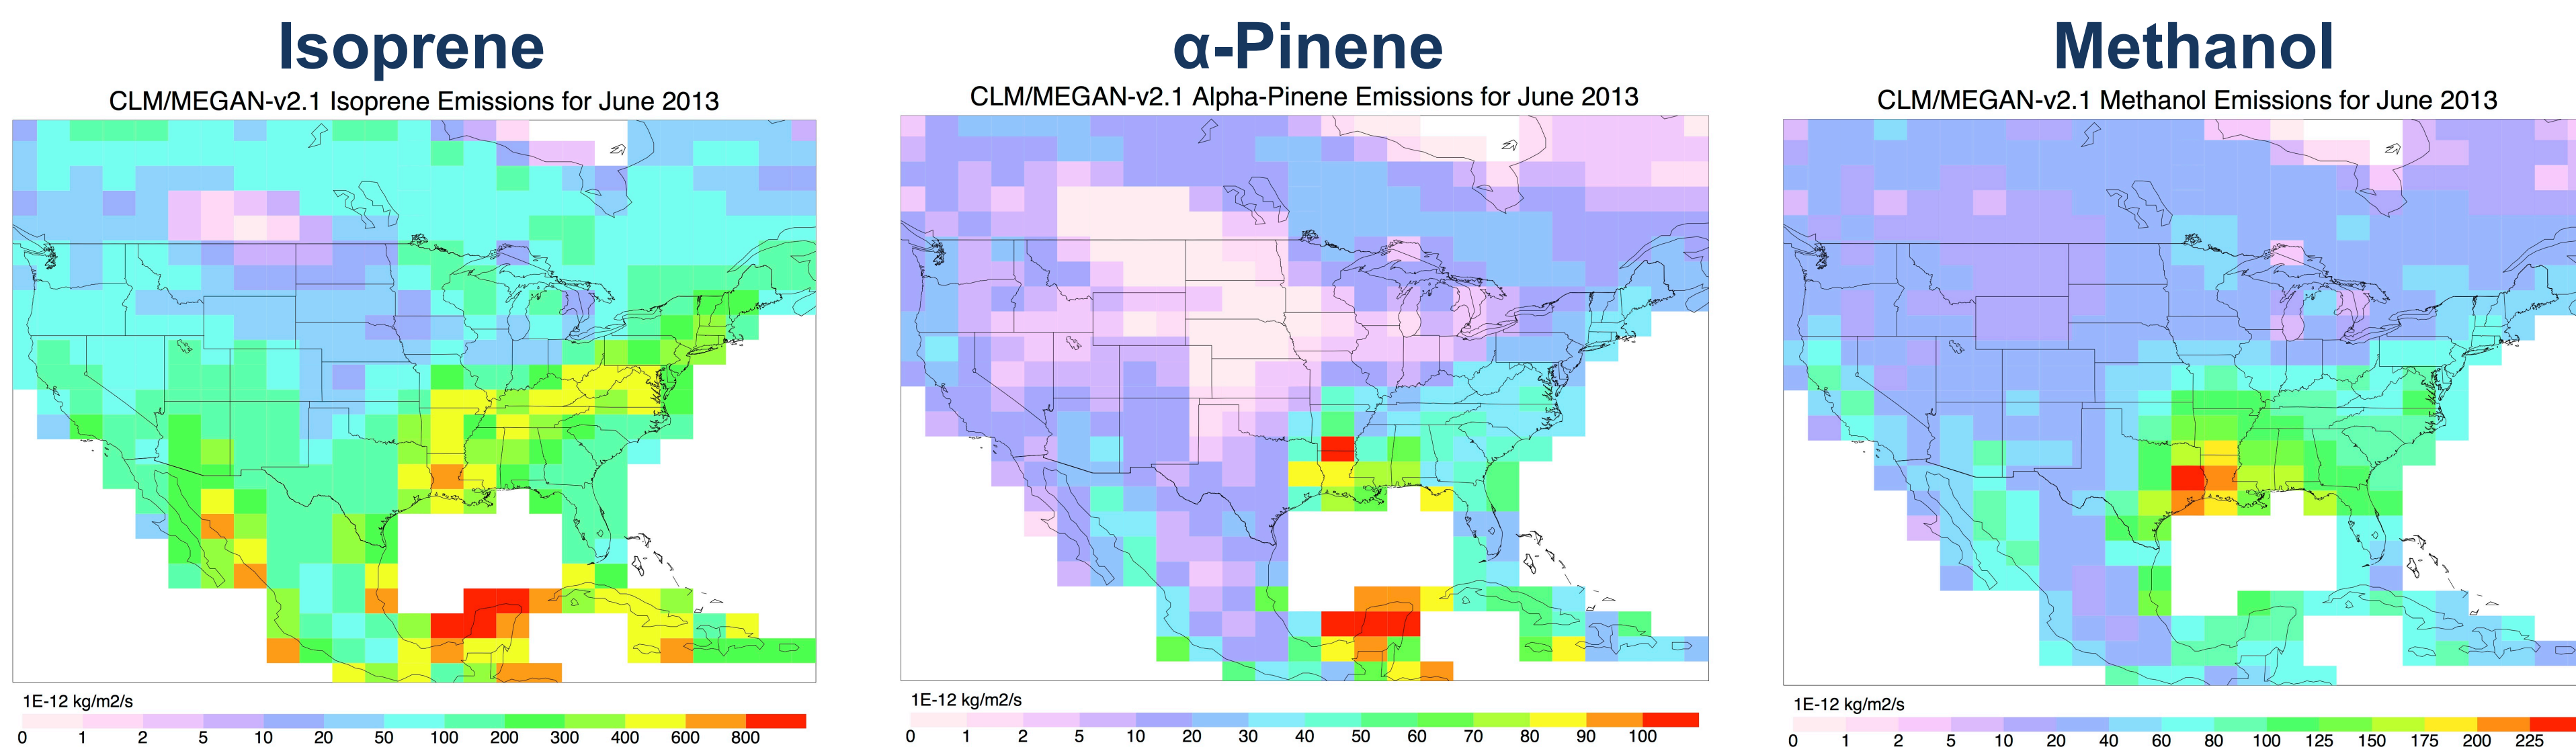 Isoprene
CLM/MEGAN-v2.1 Isoprene Emissions for June 2013
1E-12 kg/m2/s
0 1 2 5 10 20 50 100 200 300 400 600 800
α-Pinene
CLM/MEGAN-v2.1 Alpha-Pinene Emissions for June 2013
1E-12 kg/m2/s
0 1 2 5 10 20 30 40 50 60 70 80 90 100
Methanol
CLM/MEGAN-v2.1 Methanol Emissions for June 2013
1E-12 kg/m2/s
0 1 2 5 10 20 40 60 80 100 125 150 175 200 225